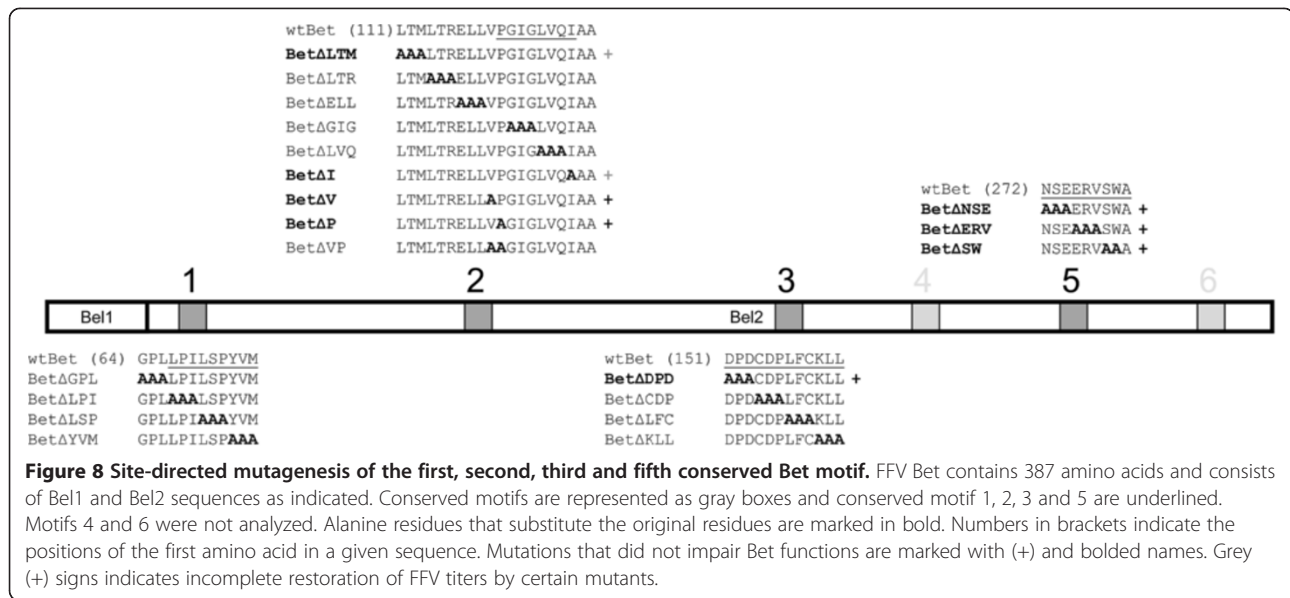 wtBet (111)LTMLTRELLVPGIGLVQIAA
BetΔLTM AAALTRELLVPGIGLVQIAA +
BetΔLTR LTMAAAELLVPGIGLVQIAA
BetΔELL LTMLTRAAAVPGIGLVQIAA
BetΔGIG LTMLTRELLVPAAALVQIAA
BetΔLVQ LTMLTRELLVPGIGAAAIAA
BetΔI LTMLTRELLVPGIGLVQAAA +
BetΔV LTMLTRELLAPGIGLVQIAA +
BetΔP LTMLTRELLVAGIGLVQIAA +
BetΔVP LTMLTRELLAAGIGLVQIAA
wtBet (272) NSEERVSWA
BetΔNSE AAAERVSWA +
BetΔERV NSEAAASWA +
BetΔSW NSEERVAAA +
1 2 3 4 5 6
Bel1 Bel2
wtBet (64) GPLLPILSPYVM
BetΔGPL AAALPILSPYVM
BetΔLPI GPLAAALSPYVM
BetΔLSP GPLLPIAAAYVM
BetΔYVM GPLLPILSPAAA
wtBet (151) DPDCDPLFCKLL
BetΔDPD AAACDPLFCKLL +
BetΔCDP DPDAAALFCKLL
BetΔLFC DPDCDPAAAKLL
BetΔKLL DPDCDPLFCAAA
Figure 8 Site-directed mutagenesis of the first, second, third and fifth conserved Bet motif. FFV Bet contains 387 amino acids and consists
of Bel1 and Bel2 sequences as indicated. Conserved motifs are represented as gray boxes and conserved motif 1, 2, 3 and 5 are underlined.
Motifs 4 and 6 were not analyzed. Alanine residues that substitute the original residues are marked in bold. Numbers in brackets indicate the
positions of the first amino acid in a given sequence. Mutations that did not impair Bet functions are marked with (+) and bolded names. Grey
(+) signs indicates incomplete restoration of FFV titers by certain mutants.